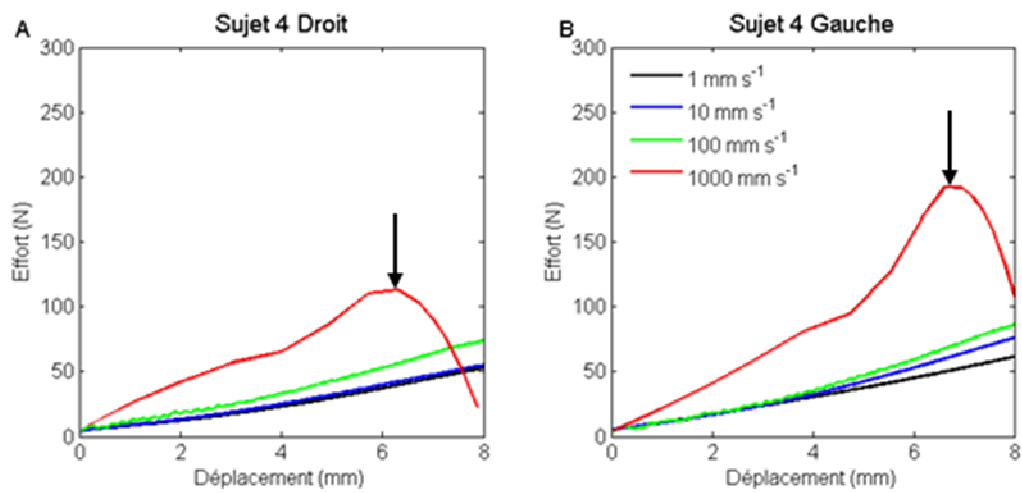 A
Sujet 4 Droit
300
250
200
150
100
50
0
Effort (N)
0 2 4 6 8
Déplacement (mm)
B
Sujet 4 Gauche
300
250
200
150
100
50
0
Effort (N)
1 mm s-1
10 mm s-1
100 mm s-1
1000 mm s-1
0 2 4 6 8
Déplacement (mm)